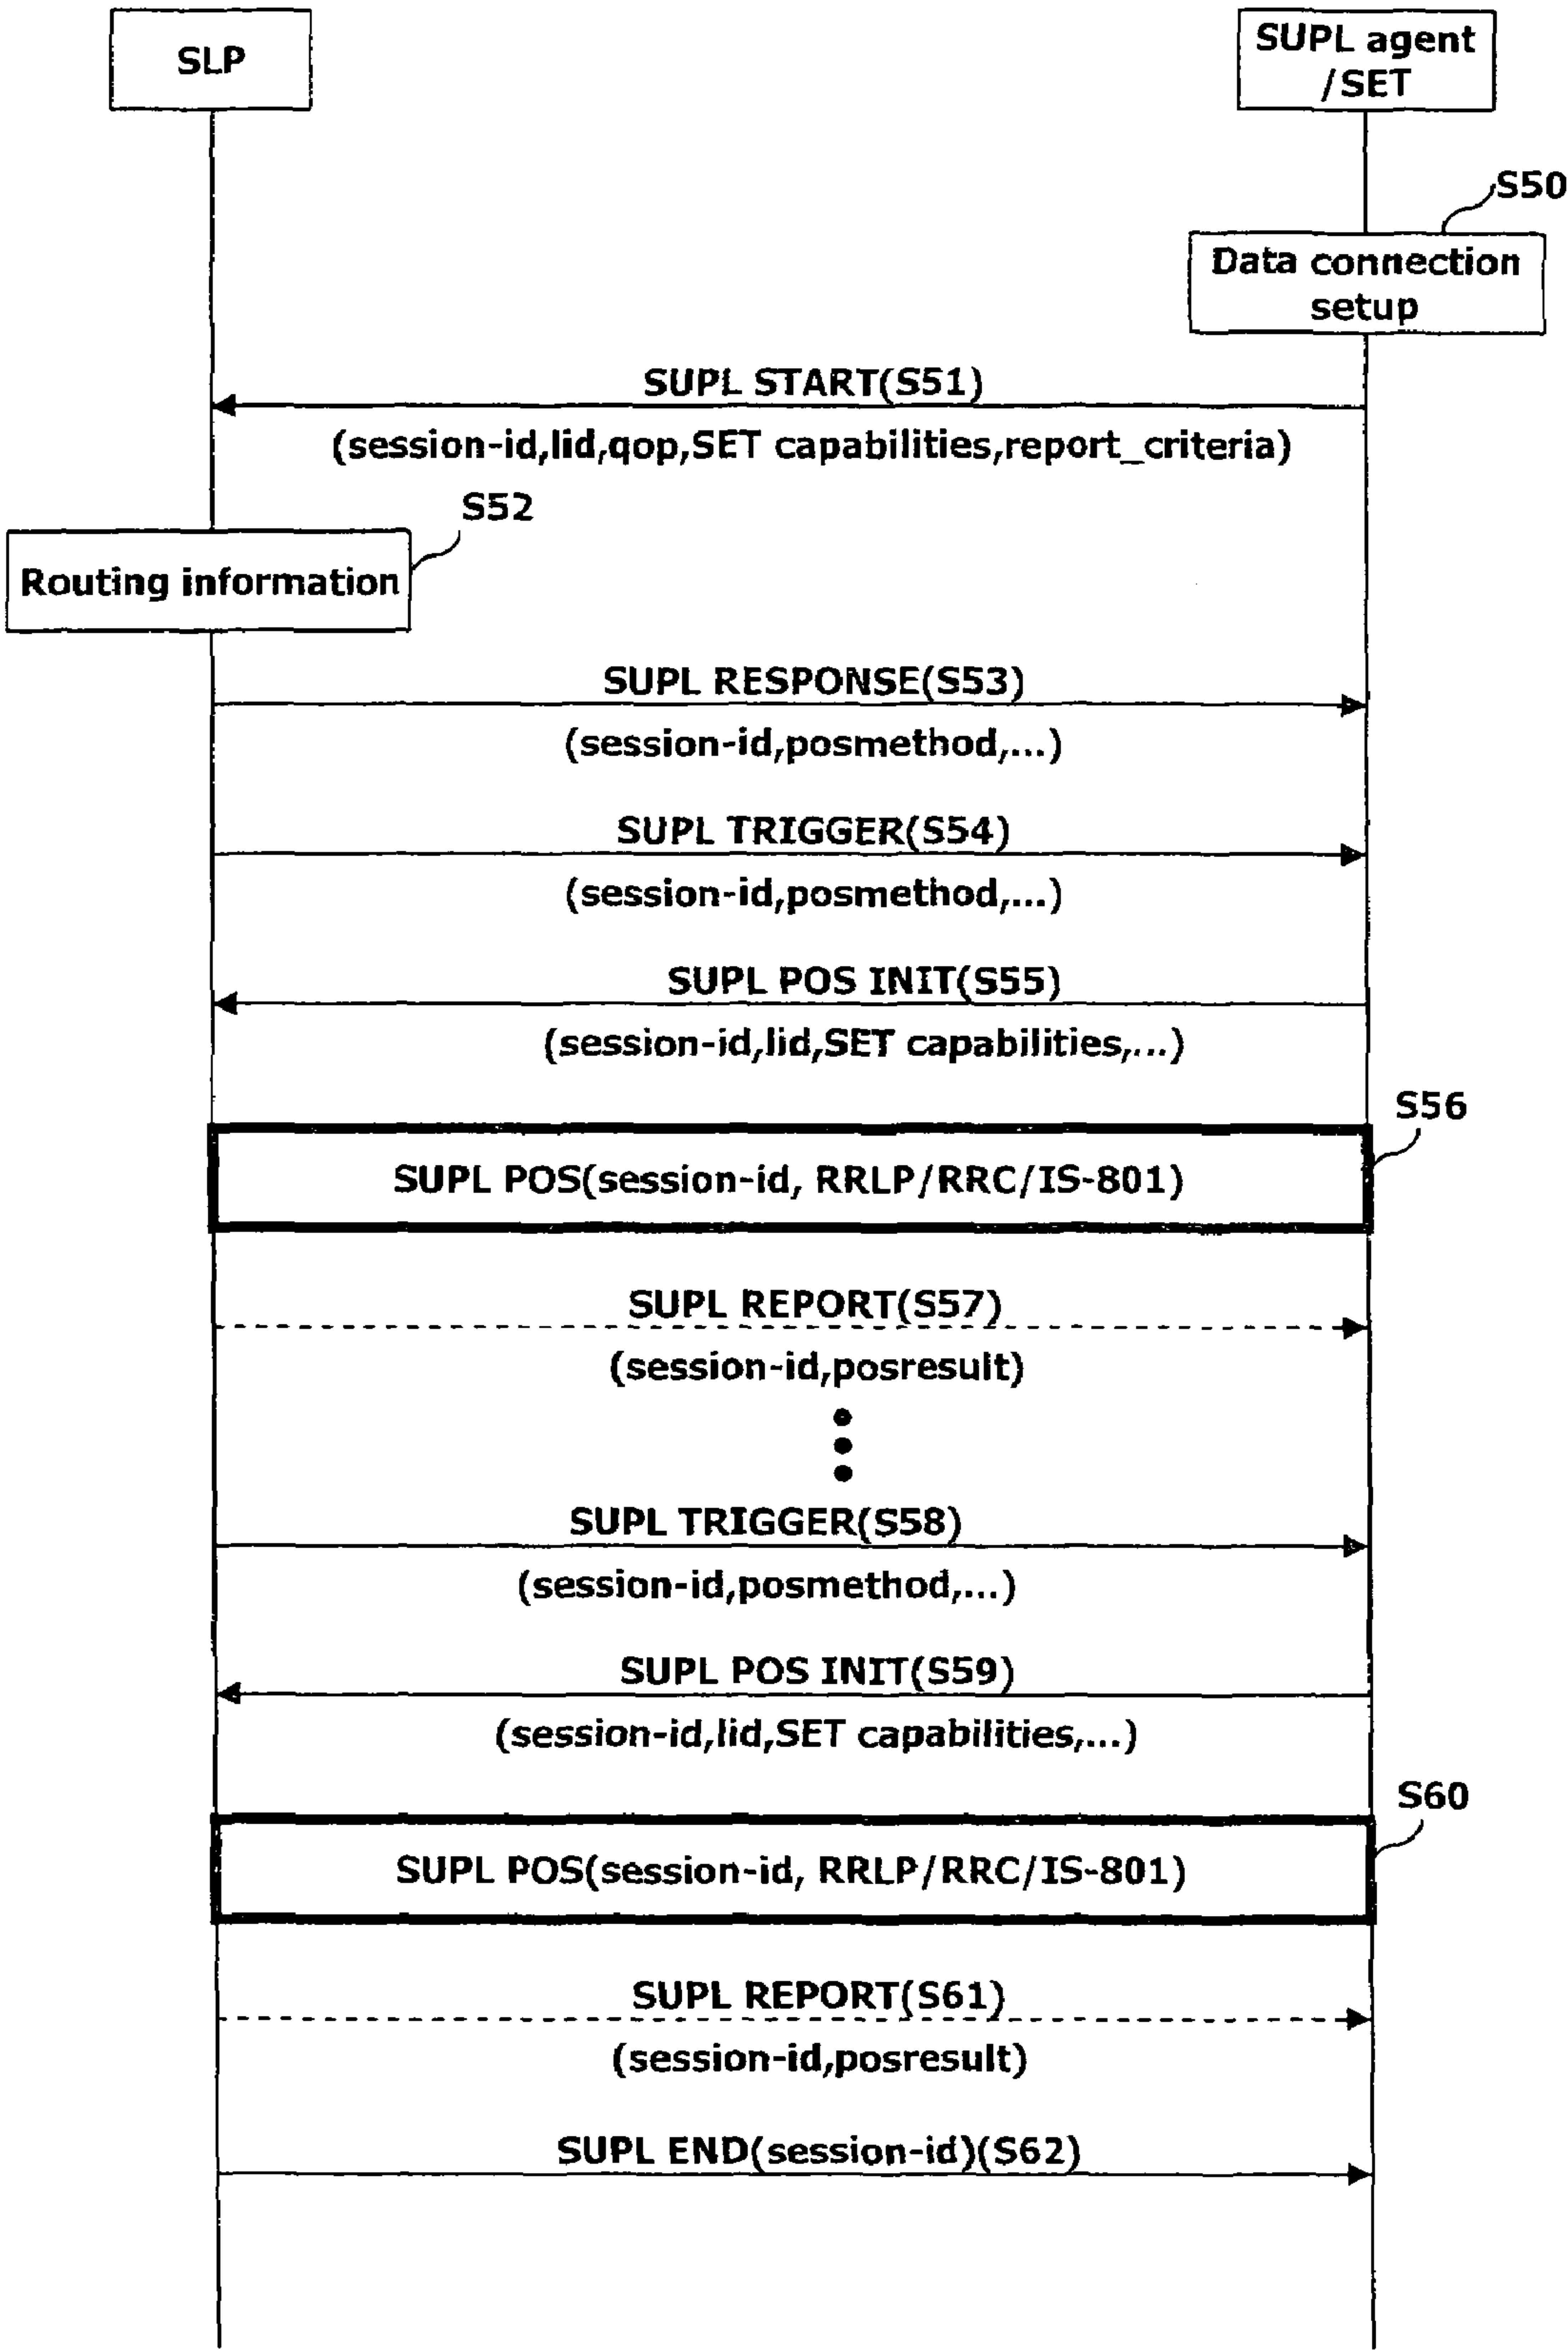 SLP
SUPL agent
/SET
S50
Data connection
setup
SUPL START(S51)
(session-id,lid,qop,SET capabilities,report_criteria)
S52
Routing information
SUPL RESPONSE(S53)
(session-id,posmethod,...)
SUPL TRIGGER(S54)
(session-id,posmethod,...)
SUPL POS INIT(S55)
(session-id,lid,SET capabilities,...)
S56
SUPL POS(session-id, RRLP/RRC/IS-801)
SUPL REPORT(S57)
(session-id,posresult)
SUPL TRIGGER(S58)
(session-id,posmethod,...)
SUPL POS INIT(S59)
(session-id,lid,SET capabilities,...)
S60
SUPL POS(session-id, RRLP/RRC/IS-801)
SUPL REPORT(S61)
(session-id,posresult)
SUPL END(session-id)(S62)